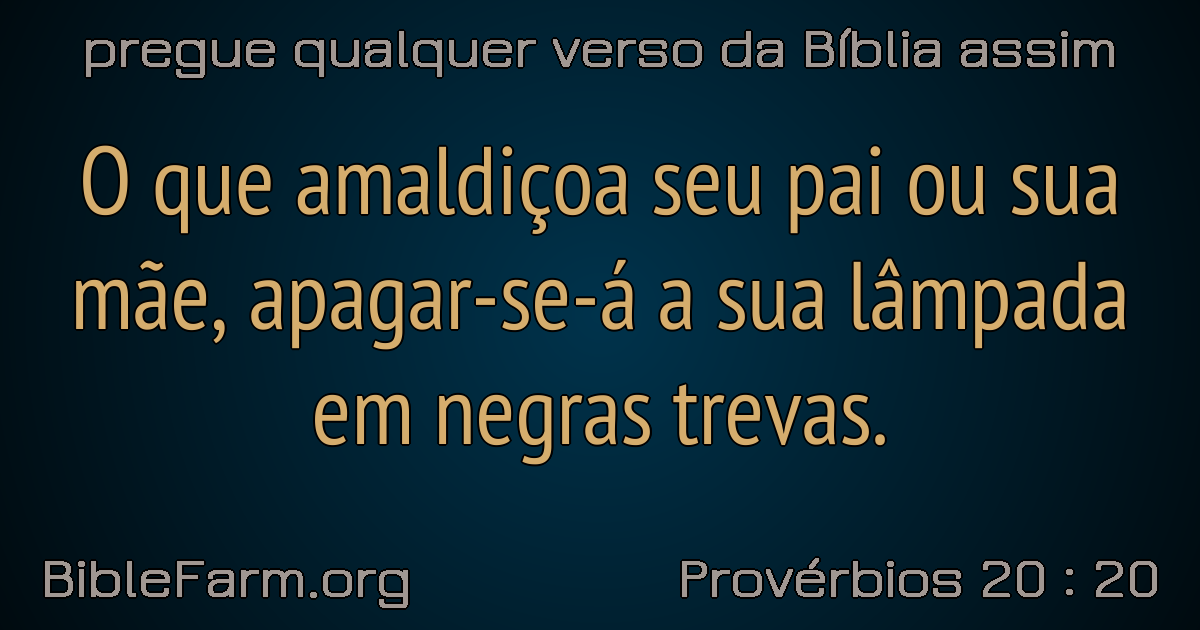 pregue qualquer verso da Bíblia assim
O que amaldiçoa seu pai ou sua
mãe, apagar-se-á a sua lâmpada
em negras trevas.
BibleFarm.org
Provérbios 20 : 20